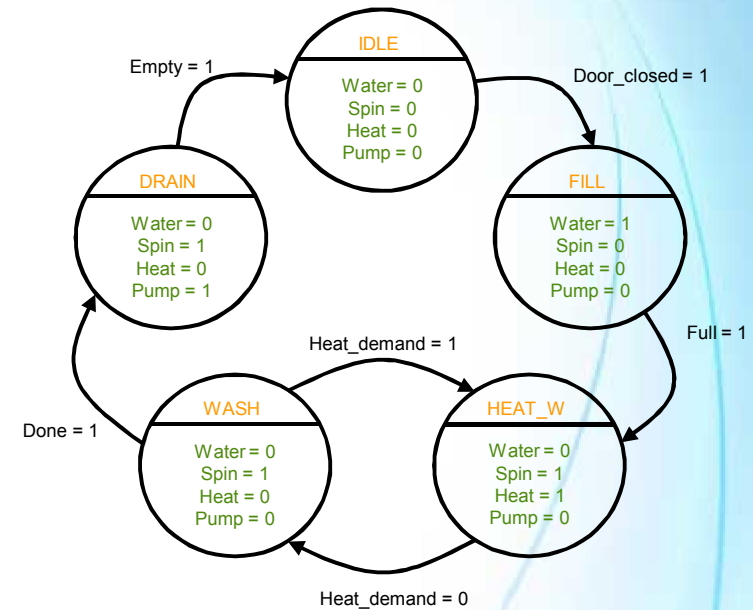 IDLE
Water = 0
Spin = 0
Heat = 0
Pump = 0
Empty = 1
Door_closed = 1
DRAIN
Water = 0
Spin = 1
Heat = 0
Pump = 1
FILL
Water = 1
Spin = 0
Heat = 0
Pump = 0
Full = 1
Heat_demand = 1
WASH
Water = 0
Spin = 1
Heat = 0
Pump = 0
HEAT_W
Water = 0
Spin = 1
Heat = 1
Pump = 0
Done = 1
Heat_demand = 0